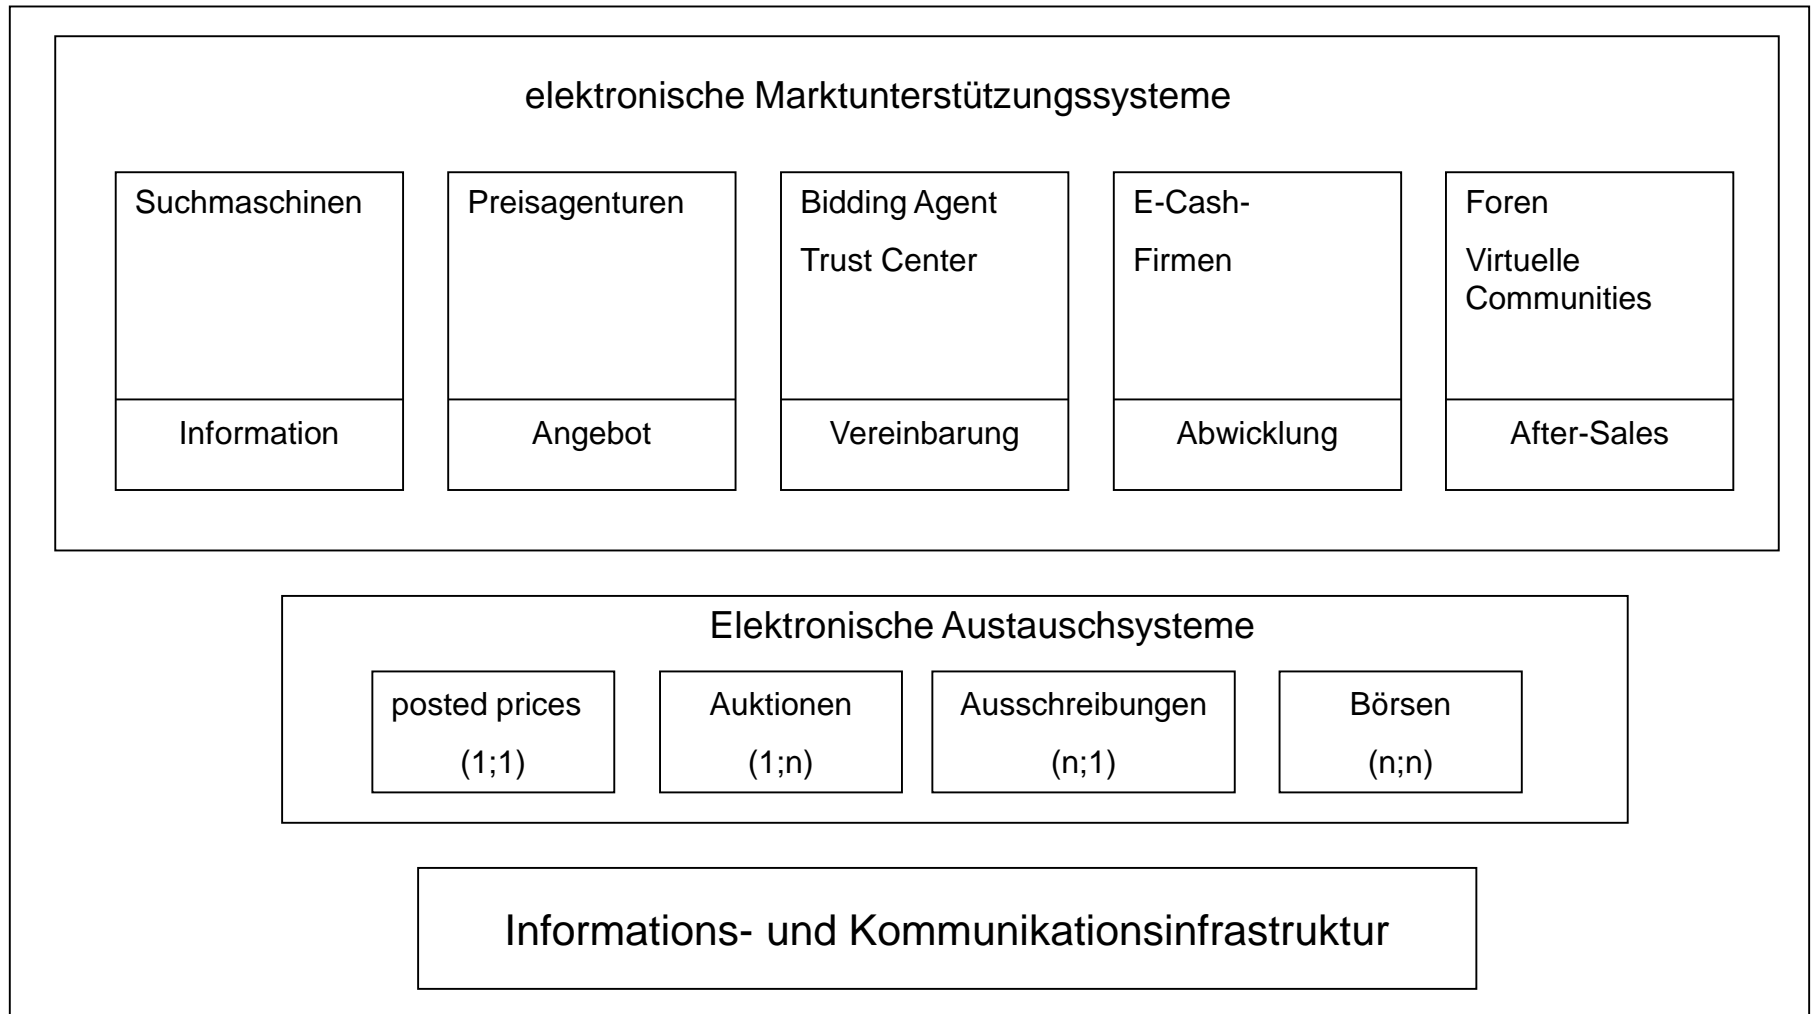 elektronische Marktunterstützungssysteme
Suchmaschinen
Information
Preisagenturen
Angebot
Bidding Agent
Trust Center
Vereinbarung
E-Cash-
Firmen
Abwicklung
Foren
Virtuelle
Communities
After-Sales
Elektronische Austauschsysteme
posted prices
(1;1)
Auktionen
(1;n)
Ausschreibungen
(n;1)
Börsen
(n;n)
Informations- und Kommunikationsinfrastruktur